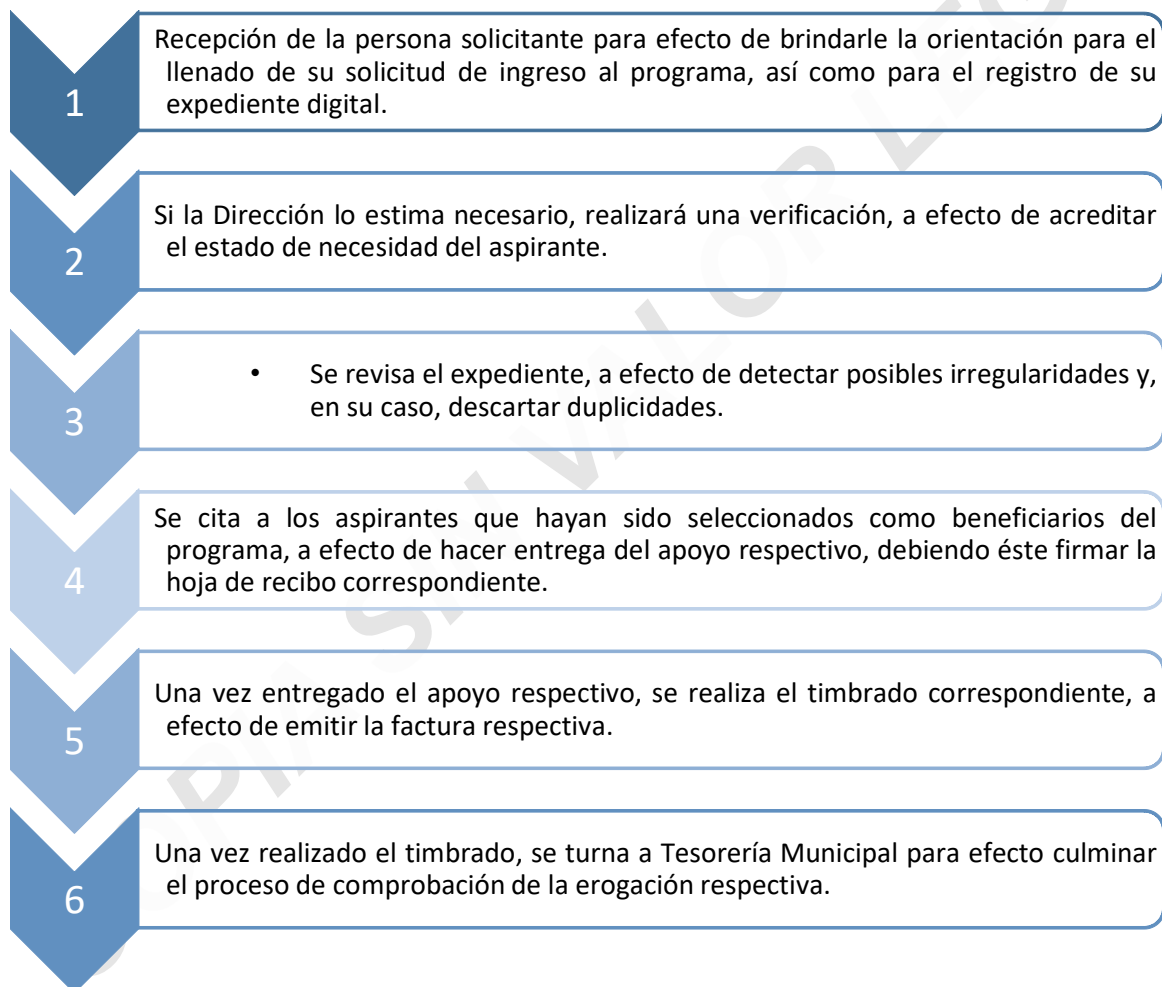 1
Recepción de la persona solicitante para efecto de brindarle la orientación para el
llenado de su solicitud de ingreso al programa, así como para el registro de su
expediente digital.
2
Si la Dirección lo estima necesario, realizará una verificación, a efecto de acreditar
el estado de necesidad del aspirante.
3
• Se revisa el expediente, a efecto de detectar posibles irregularidades y,
en su caso, descartar duplicidades.
4
Se cita a los aspirantes que hayan sido seleccionados como beneficiarios del
programa, a efecto de hacer entrega del apoyo respectivo, debiendo éste firmar la
hoja de recibo correspondiente.
5
Una vez entregado el apoyo respectivo, se realiza el timbrado correspondiente, a
efecto de emitir la factura respectiva.
6
Una vez realizado el timbrado, se turna a Tesorería Municipal para efecto culminar
el proceso de comprobación de la erogación respectiva.
SIN VALOR